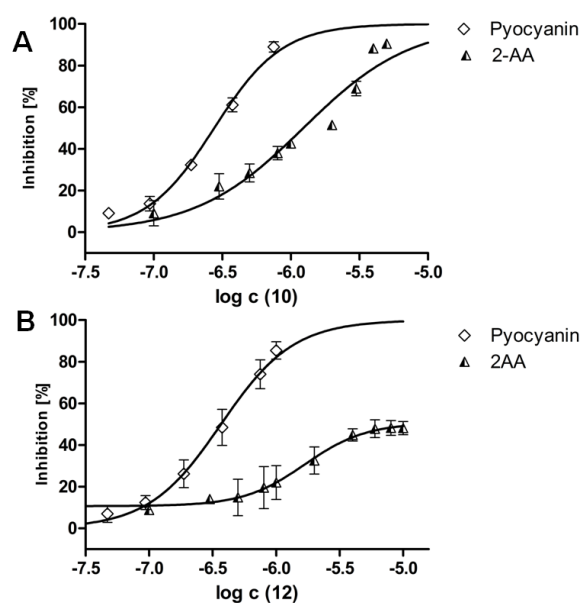 A
Pyocyanin
2-AA
Inhibition [%]
100
80
60
40
20
0
-7.5 -7.0 -6.5 -6.0 -5.5 -5.0
log c (10)
B
Pyocyanin
2AA
Inhibition [%]
100
80
60
40
20
0
-7.5 -7.0 -6.5 -6.0 -5.5 -5.0
log c (12)